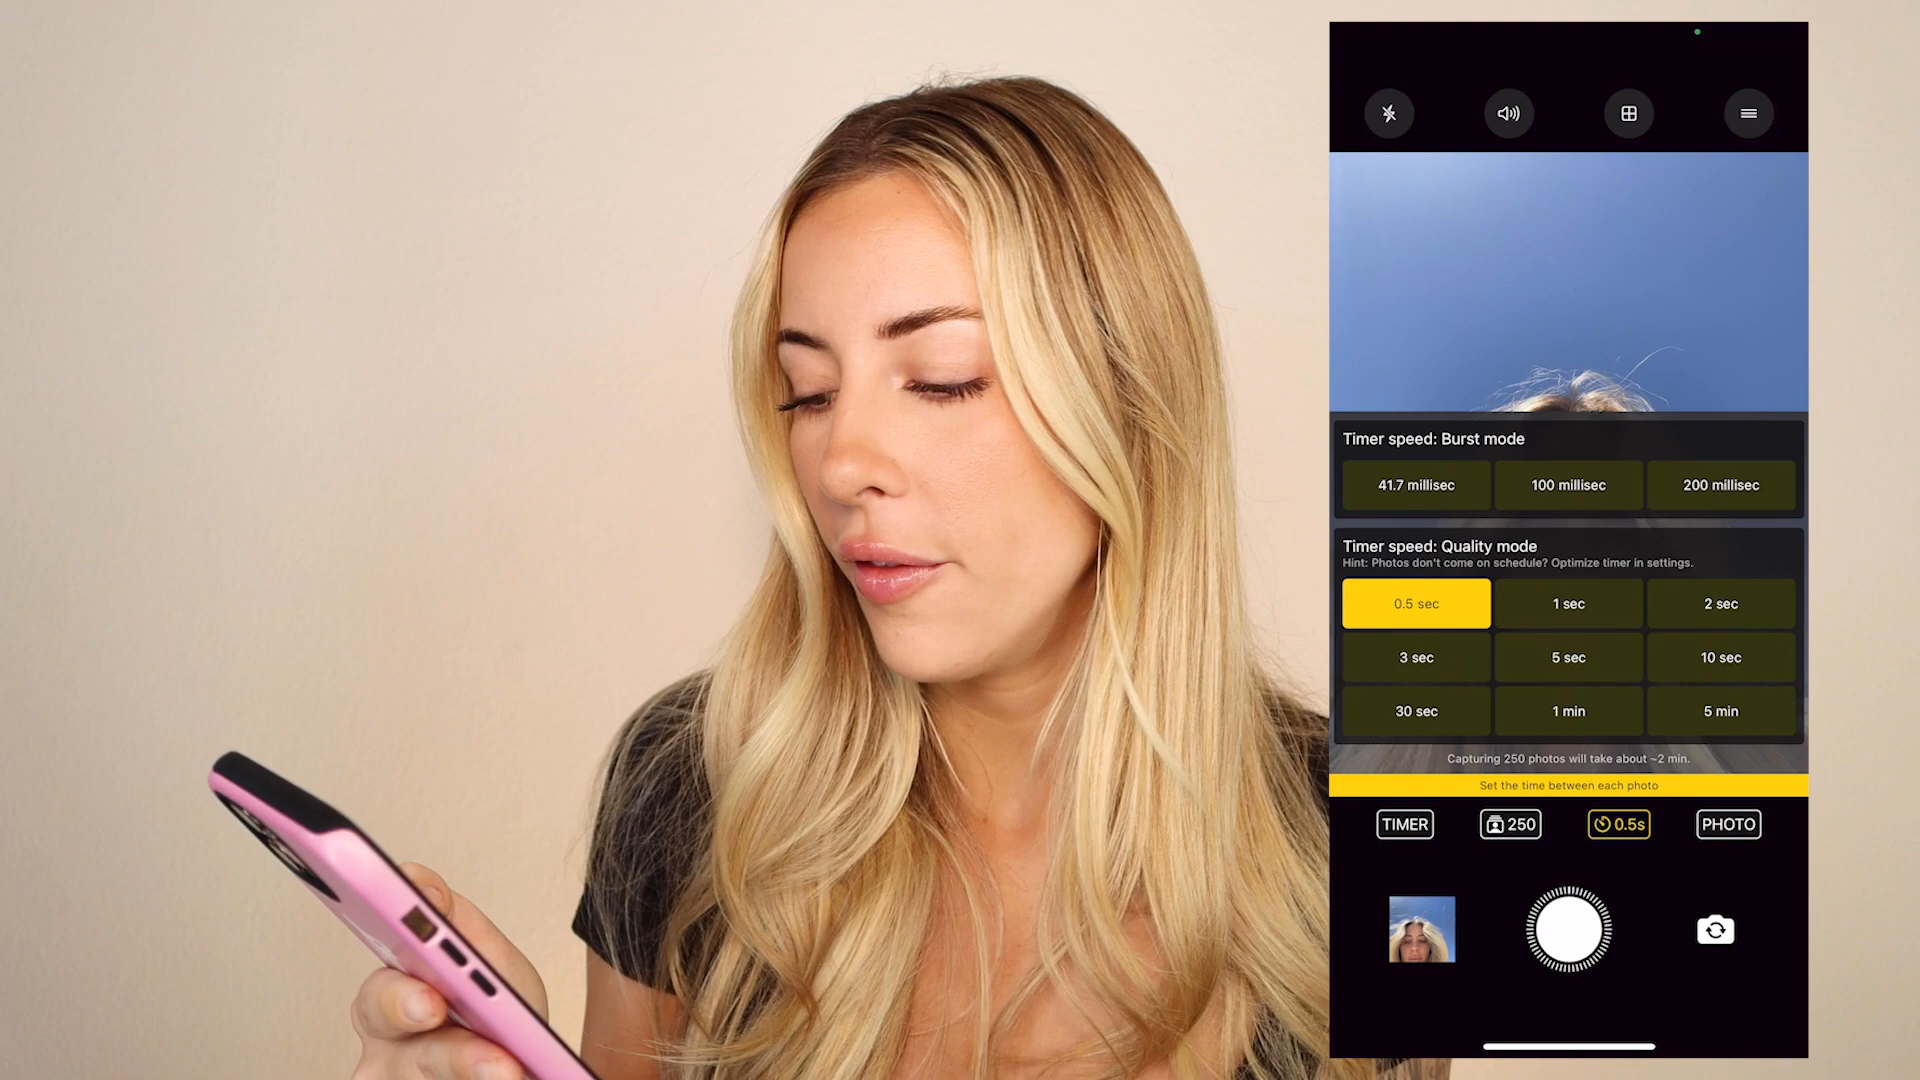 Timer speed: Burst mode
41.7 millisec 100 millisec 200 millisec
Timer speed: Quality mode
Hint: Photos don't come on schedule? Optimize timer in settings.
0.5 sec 1 sec 2 sec
3 sec 5 sec 10 sec
30 sec 1 min 5 min
Capturing 250 photos will take about ~2 min.
Set the time between each photo
TIMER 250 0.5s PHOTO